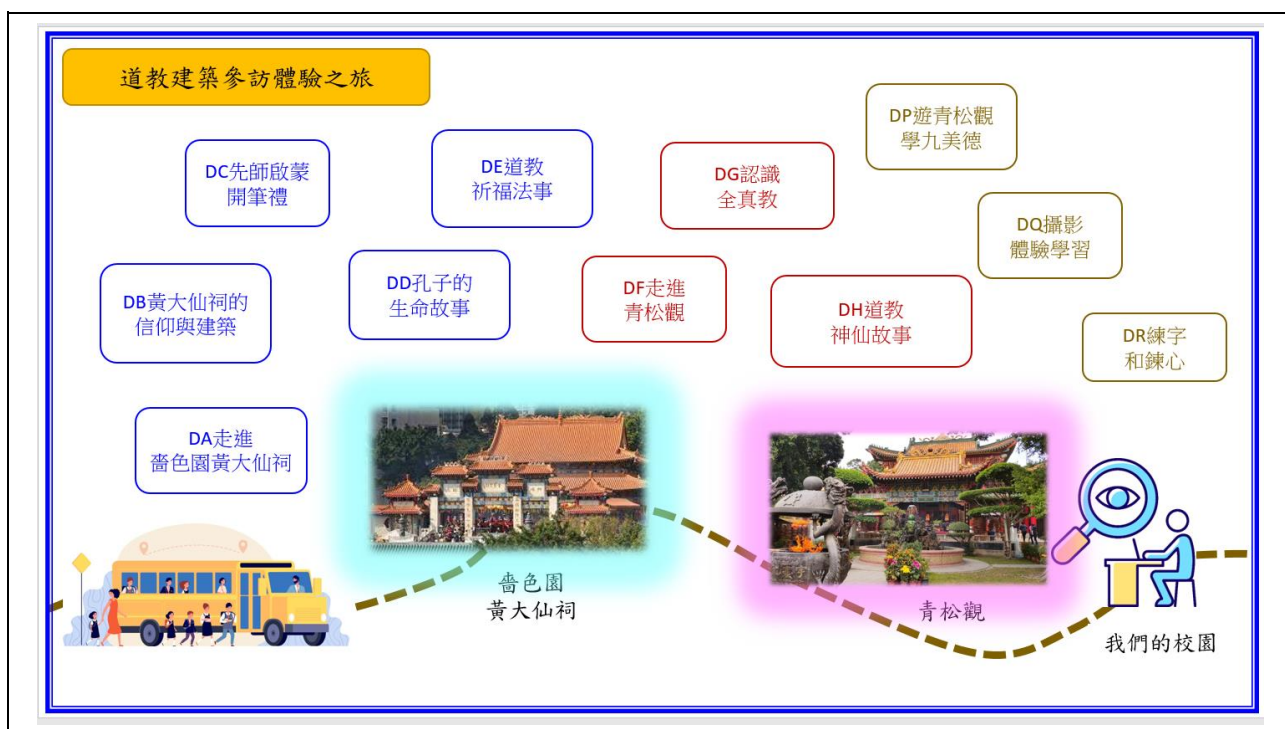 道教建築參訪體驗之旅
DC先師啟蒙
開筆禮
DE道教
祈福法事
DG認識
全真教
DP遊青松觀
學九美德
DQ攝影
體驗學習
DB黃大仙祠的
信仰與建築
DD孔子的
生命故事
DF走進
青松觀
DH道教
神仙故事
DR練字
和鍊心
DA走進
嗇色園黃大仙祠
嗇色園
黃大仙祠
青松觀
我們的校園